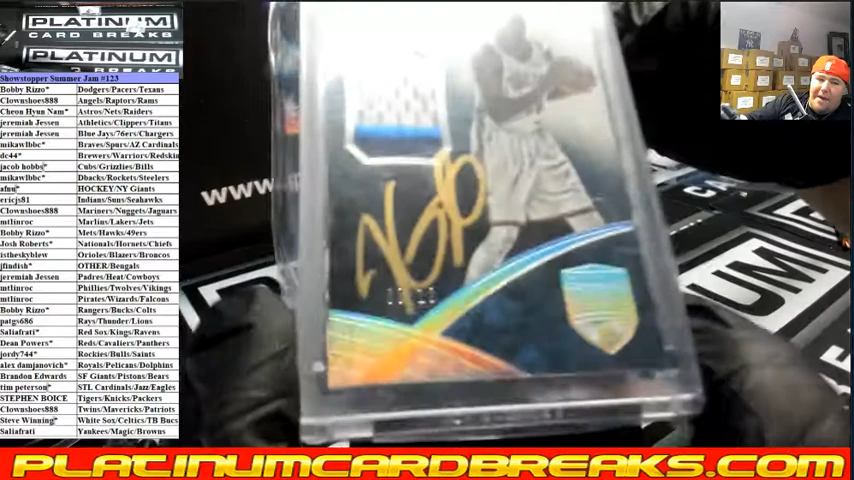 PLATINUM
CARD BREAKS
PLATINUM
Showstopper Summer Jam #123
Bobby Rizzo* Dodgers/Pacers/Texans
Clownshoes888 Angels/Raptors/Rams
Cheon Hyun Nam* Astros/Nets/Raiders
jeremiah Jessen Athletics/Clippers/Titans
jeremiah Jessen Blue Jays/76ers/Chargers
mikawlbbc* Braves/Spurs/AZ Cardinals
dc44* Brewers/Warriors/Redskin
jacob hobbs* Cubs/Grizzlies/Bills
mikawlbbc* Dbacks/Rockets/Steelers
afnu* HOCKEY/NY Giants
ericjs81 Indians/Suns/Seahawks
Clownshoes888 Mariners/Nuggets/Jaguars
mtlinroc Marlins/Lakers/Jets
Bobby Rizzo* Mets/Hawks/49ers
Josh Roberts* Nationals/Hornets/Chiefs
istheskyblew Orioles/Blazers/Broncos
jfindish* OTHER/Bengals
jeremiah Jessen Padres/Heat/Cowboys
mtlinroc Phillies/Twolves/Vikings
mtlinroc Pirates/Wizards/Falcons
Bobby Rizzo* Rangers/Bucks/Colts
patgs686 Rays/Thunder/Lions
Saliafrati* Red Sox/Kings/Ravens
Dean Powers* Reds/Cavaliers/Panthers
jordy744* Rockies/Bulls/Saints
alex damjanovich* Royals/Pelicans/Dolphins
Brandon Edwards SF Giants/Pistons/Bears
tim peterson* STL Cardinals/Jazz/Eagles
STEPHEN BOICE Tigers/Knicks/Packers
Clownshoes888 Twins/Mavericks/Patriots
Steve Winning* White Sox/Celtics/TB Bucs
Saliafrati Yankees/Magic/Browns
www.
UM
PLATINUMCARDBREAKS.COM